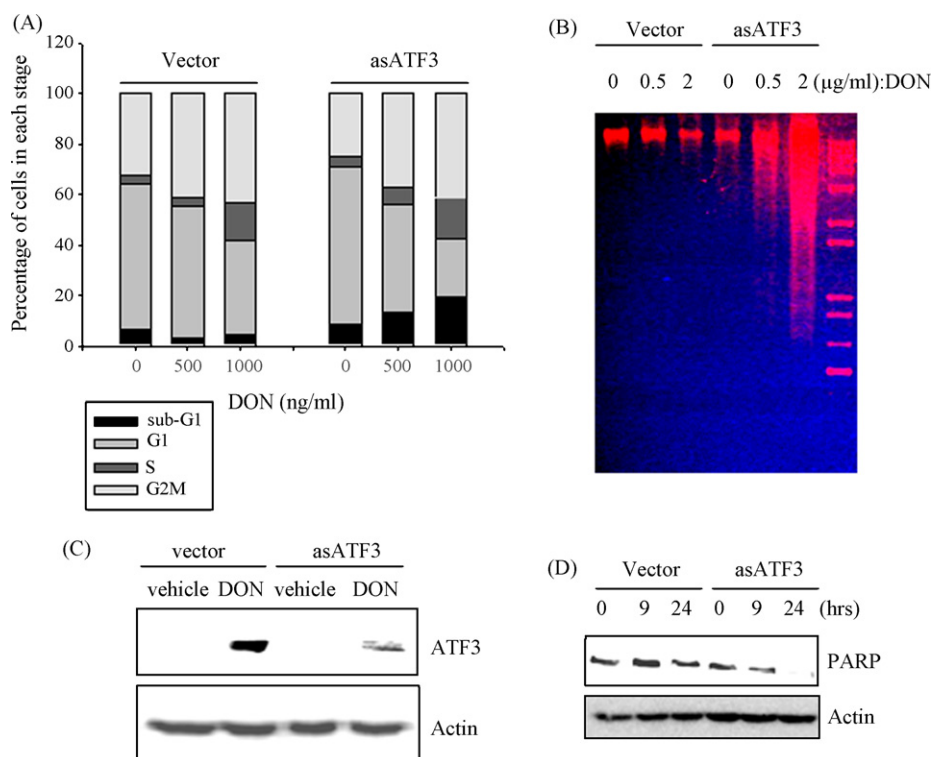 (A)
120
100
80
60
40
20
0
Percentage of cells in each stage
Vector
asATF3
0 500 1000 0 500 1000
DON (ng/ml)
sub-G1
G1
S
G2M
(B)
Vector asATF3
0 0.5 2 0 0.5 2 (μg/ml):DON
(C)
vector asATF3
vehicle DON vehicle DON
ATF3
Actin
(D)
Vector asATF3
0 9 24 0 9 24 (hrs)
PARP
Actin